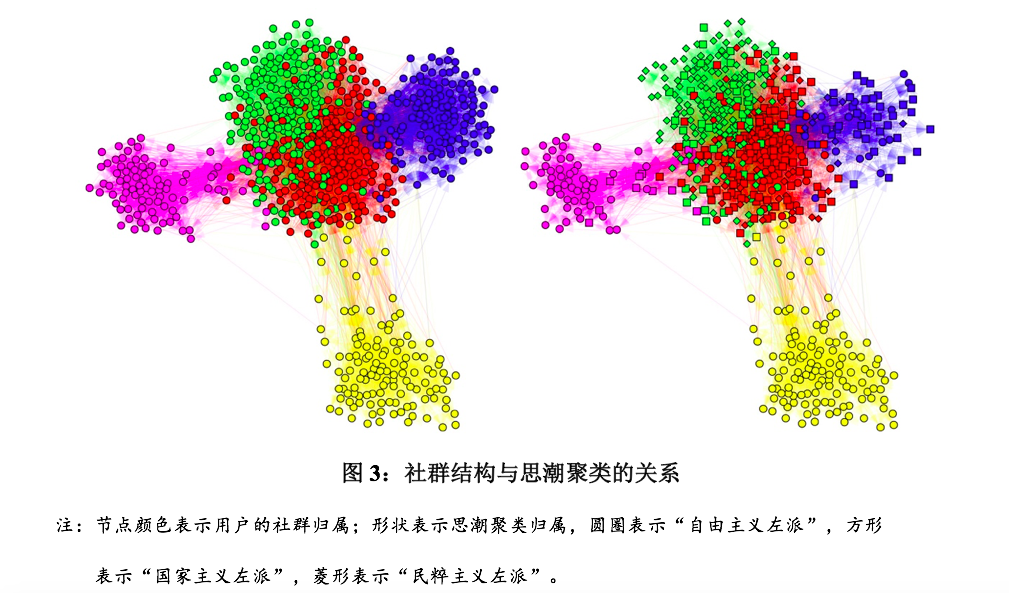 图 3：社群结构与思潮聚类的关系
注：节点颜色表示用户的社群归属；形状表示思潮聚类归属，圆圈表示“自由主义左派”，方形
表示“国家主义左派”，菱形表示“民粹主义左派”。